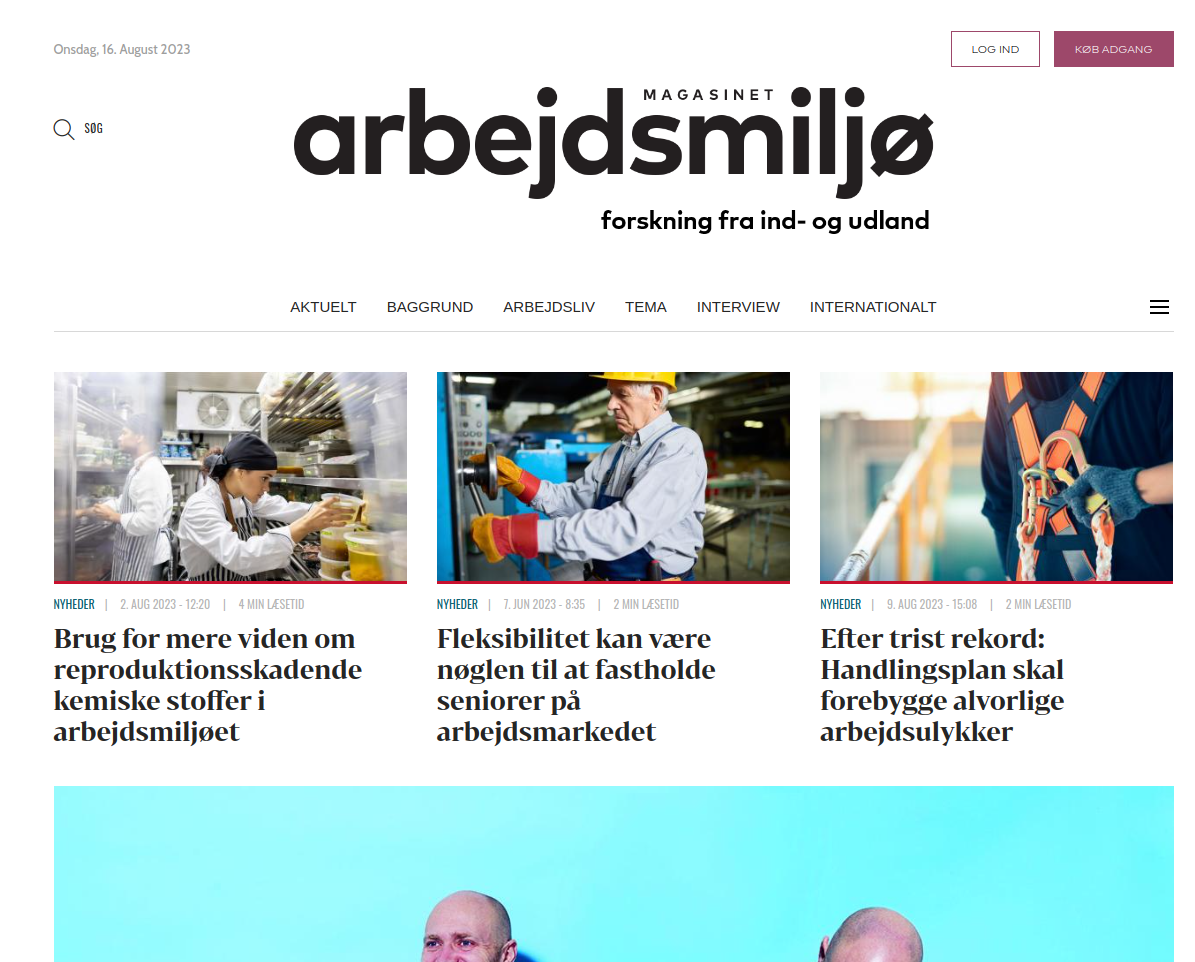 Onsdag, 16. August 2023
LOG IND
KØB ADGANG
SØG
MAGASINET
arbejdsmiljø
forskning fra ind- og udland
AKTUELT BAGGRUND ARBEJDSLIV TEMA INTERVIEW INTERNATIONALT
NYHEDER | 2. AUG 2023 - 12:20 | 4 MIN LÆSETID
Brug for mere viden om
reproduktionsskadende
kemiske stoffer i
arbejdsmiljøet
NYHEDER | 7. JUN 2023 - 8:35 | 2 MIN LÆSETID
Fleksibilitet kan være
nøglen til at fastholde
seniorer på
arbejdsmarkedet
NYHEDER | 9. AUG 2023 - 15:08 | 2 MIN LÆSETID
Efter trist rekord:
Handlingsplan skal
forebygge alvorlige
arbejdsulykker